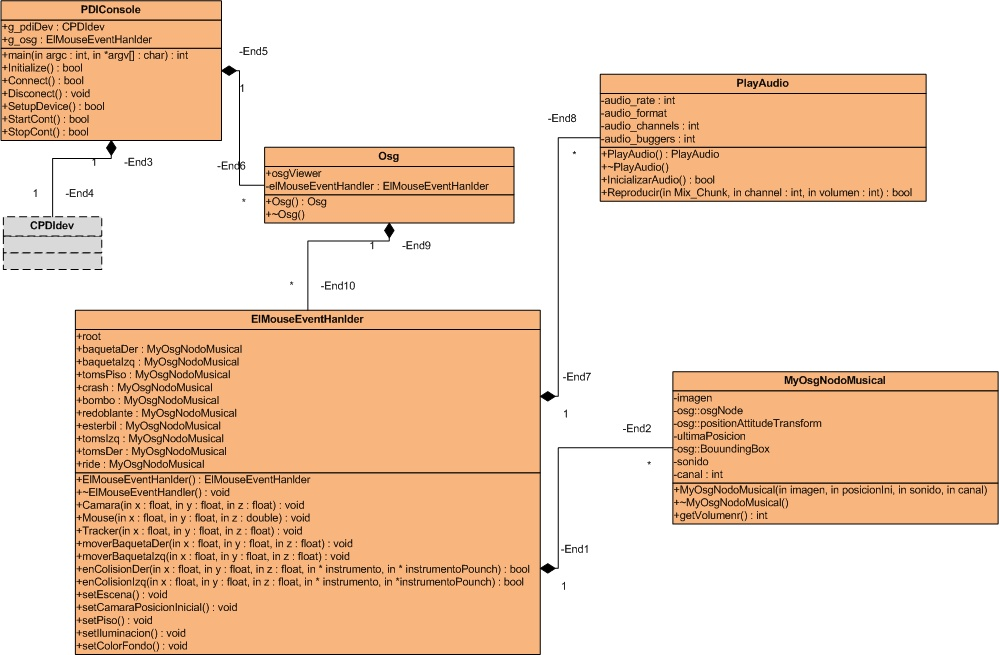 PDIConsole
+g_pdiDev : CPDIdev
+g_osg : ElMouseEventHanlder
+main(in argc : int, in *argv[] : char) : int
+Initialize() : bool
+Connect() : bool
+Disconect() : void
+SetupDevice() : bool
+StartCont() : bool
+StopCont() : bool
-End5
1
-End6
*
1
-End3
1
-End4
CPDIdev
Osg
+osgViewer
-elMouseEventHandler : ElMouseEventHanlder
+Osg() : Osg
+~Osg()
1
-End9
*
-End10
PlayAudio
-audio_rate : int
-audio_format
-audio_channels : int
-audio_buggers : int
+PlayAudio() : PlayAudio
+~PlayAudio()
+InicializarAudio() : bool
+Reproducir(in Mix_Chunk, in channel : int, in volumen : int) : bool
-End8
*
ElMouseEventHanlder
+root
+baquetaDer : MyOsgNodoMusical
+baquetaIzq : MyOsgNodoMusical
+tomsPiso : MyOsgNodoMusical
+crash : MyOsgNodoMusical
+bombo : MyOsgNodoMusical
+redoblante : MyOsgNodoMusical
+esterbil : MyOsgNodoMusical
+tomsIzq : MyOsgNodoMusical
+tomsDer : MyOsgNodoMusical
+ride : MyOsgNodoMusical
+ElMouseEventHanlder() : ElMouseEventHanlder
+~ElMouseEventHandler() : void
+Camara(in x : float, in y : float, in z : float) : void
+Mouse(in x : float, in y : float, in z : double) : void
+Tracker(in x : float, in y : float, in z : float) : void
+moverBaquetaDer(in x : float, in y : float, in z : float) : void
+moverBaquetaIzq(in x : float, in y : float, in z : float) : void
+enColisionDer(in x : float, in y : float, in z : float, in * instrumento, in * instrumentoPounch) : bool
+enColisionIzq(in x : float, in y : float, in z : float, in * instrumento, in *instrumentoPounch) : bool
+setEscena() : void
+setCamaraPosicionInicial() : void
+setPiso() : void
+setIluminacion() : void
+setColorFondo() : void
-End7
1
-End2
*
-End1
1
MyOsgNodoMusical
-imagen
-osg::osgNode
-osg::positionAttitudeTransform
-ultimaPosicion
-osg::BouundingBox
-sonido
-canal : int
+MyOsgNodoMusical(in imagen, in posicionIni, in sonido, in canal)
+~MyOsgNodoMusical()
+getVolumenr() : int